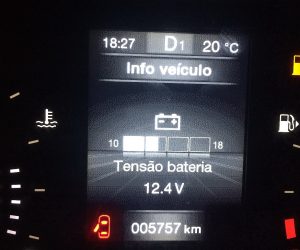 18:27 D1 20 °C
Info veículo
10 18
Tensão bateria
12.4 V
005757 km